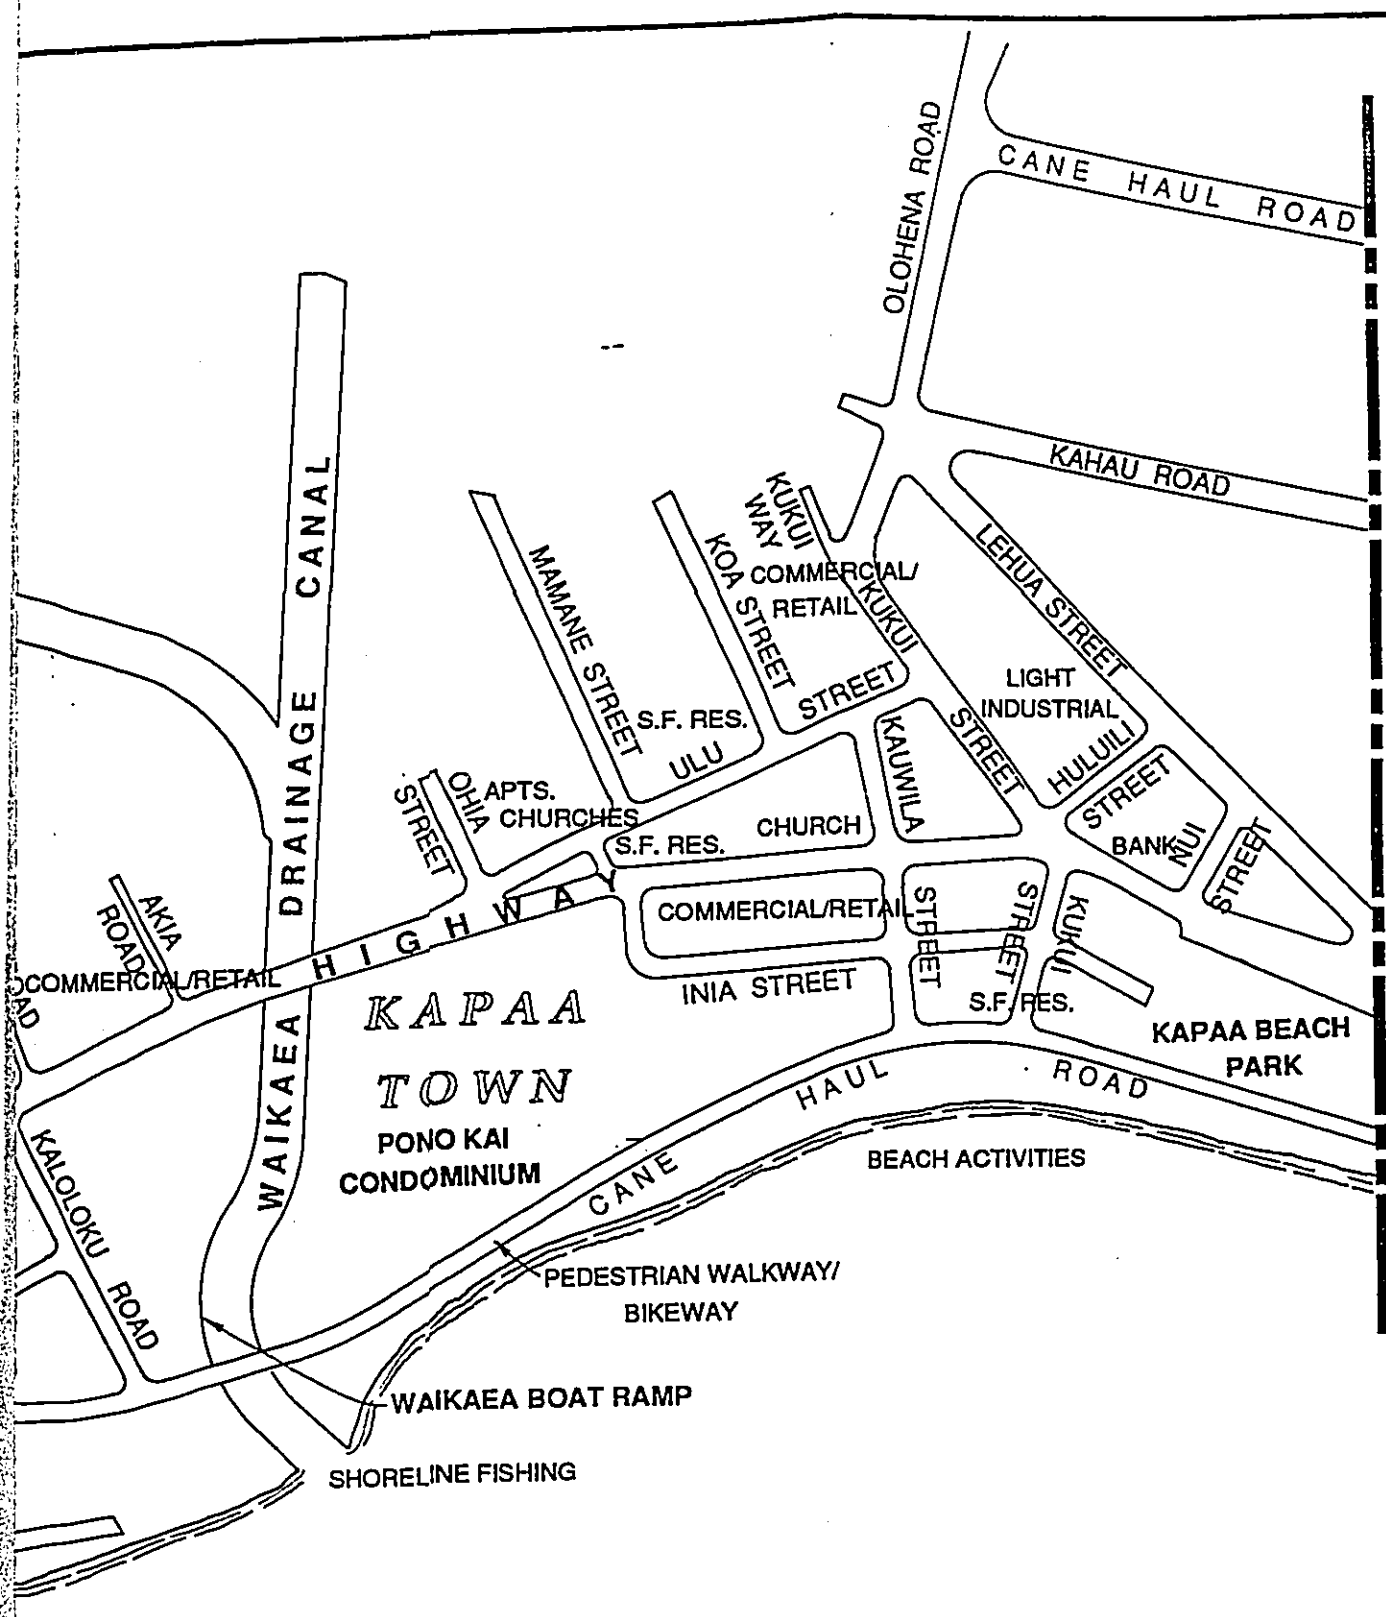 OLOHENA ROAD
CANE HAUL ROAD
KAHAU ROAD
WAIKAEA DRAINAGE CANAL
KUKUI
WAY
MAMANE STREET
KOA STREET
COMMERCIAL/
RETAIL
KUKUI
STREET
LEHUA STREET
LIGHT
INDUSTRIAL
HULUILI
STREET
S.F. RES.
ULU
STREET
KAUWILA
STREET
BANK
NUI
STREET
OHIA
STREET
APTS.
CHURCHES
S.F. RES.
CHURCH
AKIA
ROAD
COMMERCIAL/RETAIL
AD
HIGHWAY
COMMERCIAL/RETAIL
STREET
KUKUI
INIA STREET
S.F. RES.
KAPAA
TOWN
PONO KAI
CONDOMINIUM
KAPAA BEACH
PARK
CANE HAUL ROAD
BEACH ACTIVITIES
KALOLOKU ROAD
PEDESTRIAN WALKWAY/
BIKEWAY
WAIKAEA BOAT RAMP
SHORELINE FISHING